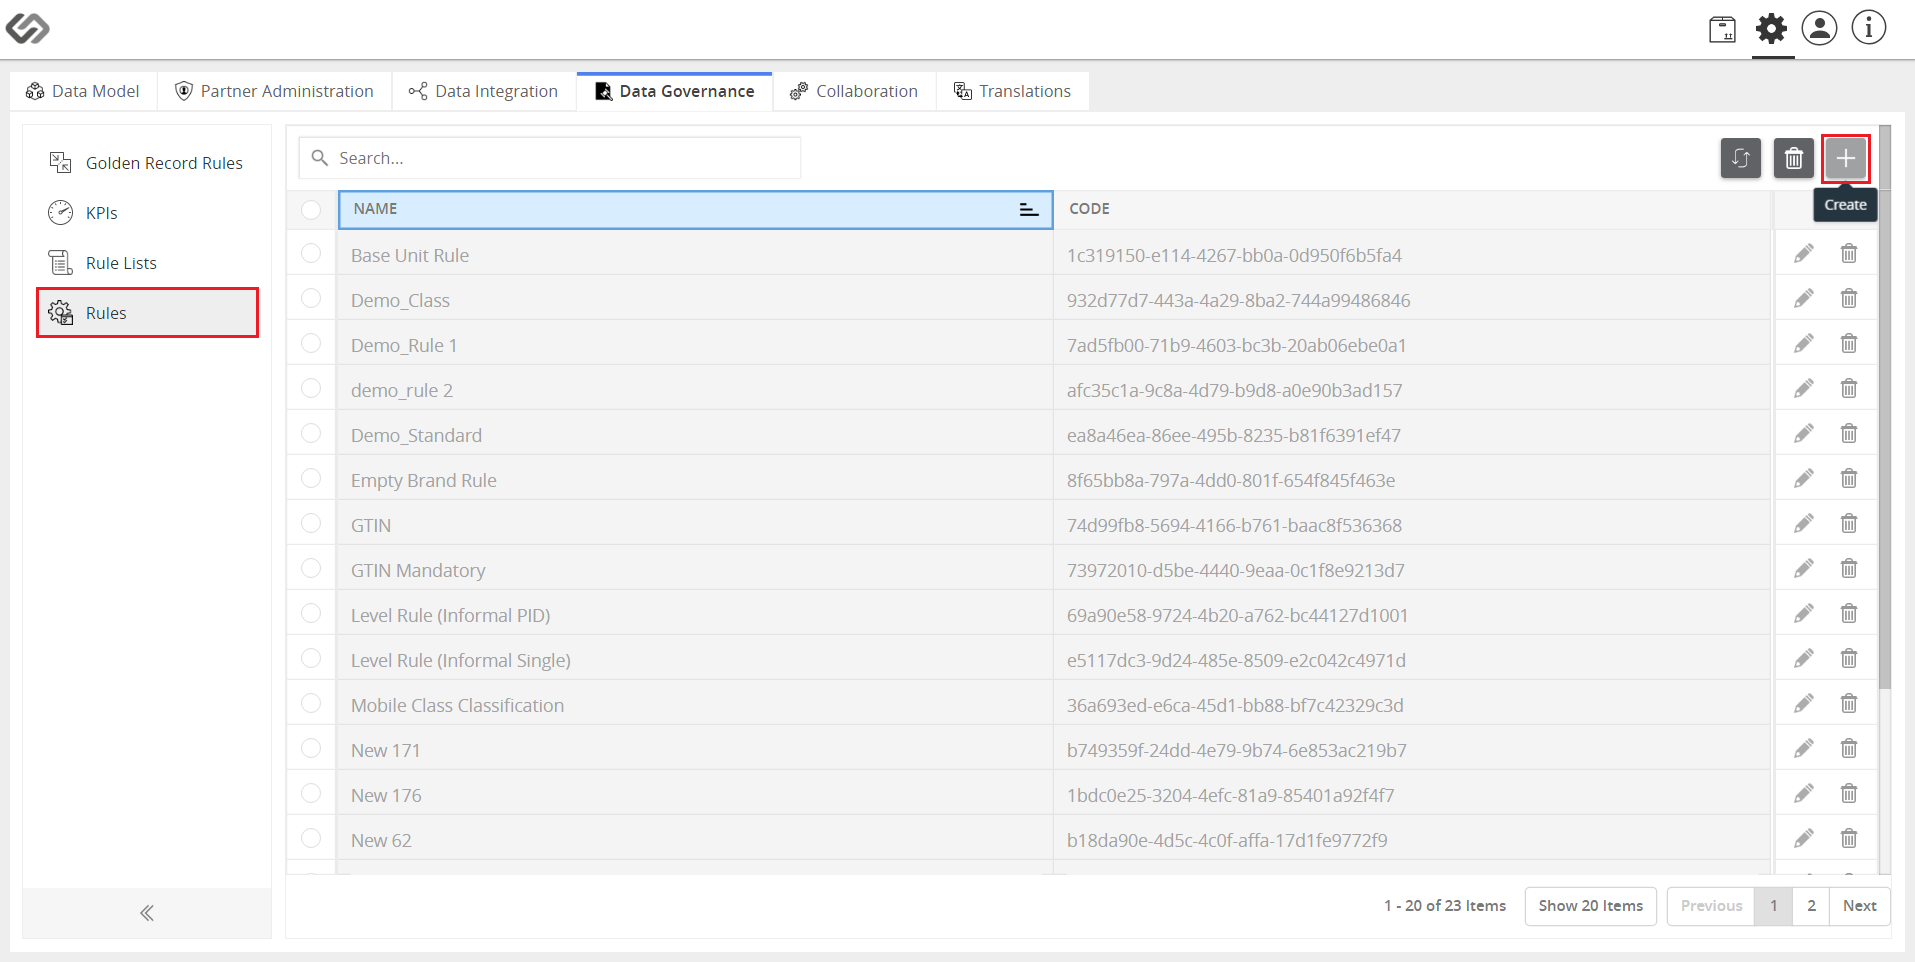 Data Model Partner Administration Data Integration Data Governance Collaboration Translations
Golden Record Rules
KPIs
Rule Lists
Rules
Search...
Create
NAME CODE
Base Unit Rule 1c319150-e114-4267-bb0a-0d950f6b5fa4
Demo_Class 932d77d7-443a-4a29-8ba2-744a99486846
Demo_Rule 1 7ad5fb00-71b9-4603-bc3b-20ab06ebe0a1
demo_rule 2 afc35c1a-9c8a-4d79-b9d8-a0e90b3ad157
Demo_Standard ea8a46ea-86ee-495b-8235-b81f6391ef47
Empty Brand Rule 8f65bb8a-797a-4dd0-801f-654f845f463e
GTIN 74d99fb8-5694-4166-b761-baac8f536368
GTIN Mandatory 73972010-d5be-4440-9eaa-0c1f8e9213d7
Level Rule (Informal PID) 69a90e58-9724-4b20-a762-bc44127d1001
Level Rule (Informal Single) e5117dc3-9d24-485e-8509-e2c042c4971d
Mobile Class Classification 36a693ed-e6ca-45d1-bb88-bf7c42329c3d
New 171 b749359f-24dd-4e79-9b74-6e853ac219b7
New 176 1bdc0e25-3204-4efc-81a9-85401a92f4f7
New 62 b18da90e-4d5c-4c0f-affa-17d1fe9772f9
1 - 20 of 23 Items Show 20 Items Previous 1 2 Next